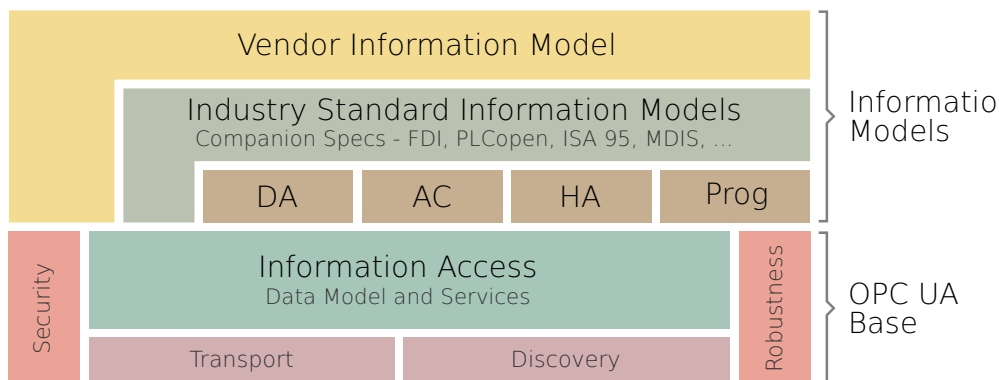 Vendor Information Model
Industry Standard Information Models
Companion Specs - FDI, PLCopen, ISA 95, MDIS, ...
DA
AC
HA
Prog
Informatio
Models
Security
Information Access
Data Model and Services
Robustness
Transport
Discovery
OPC UA
Base